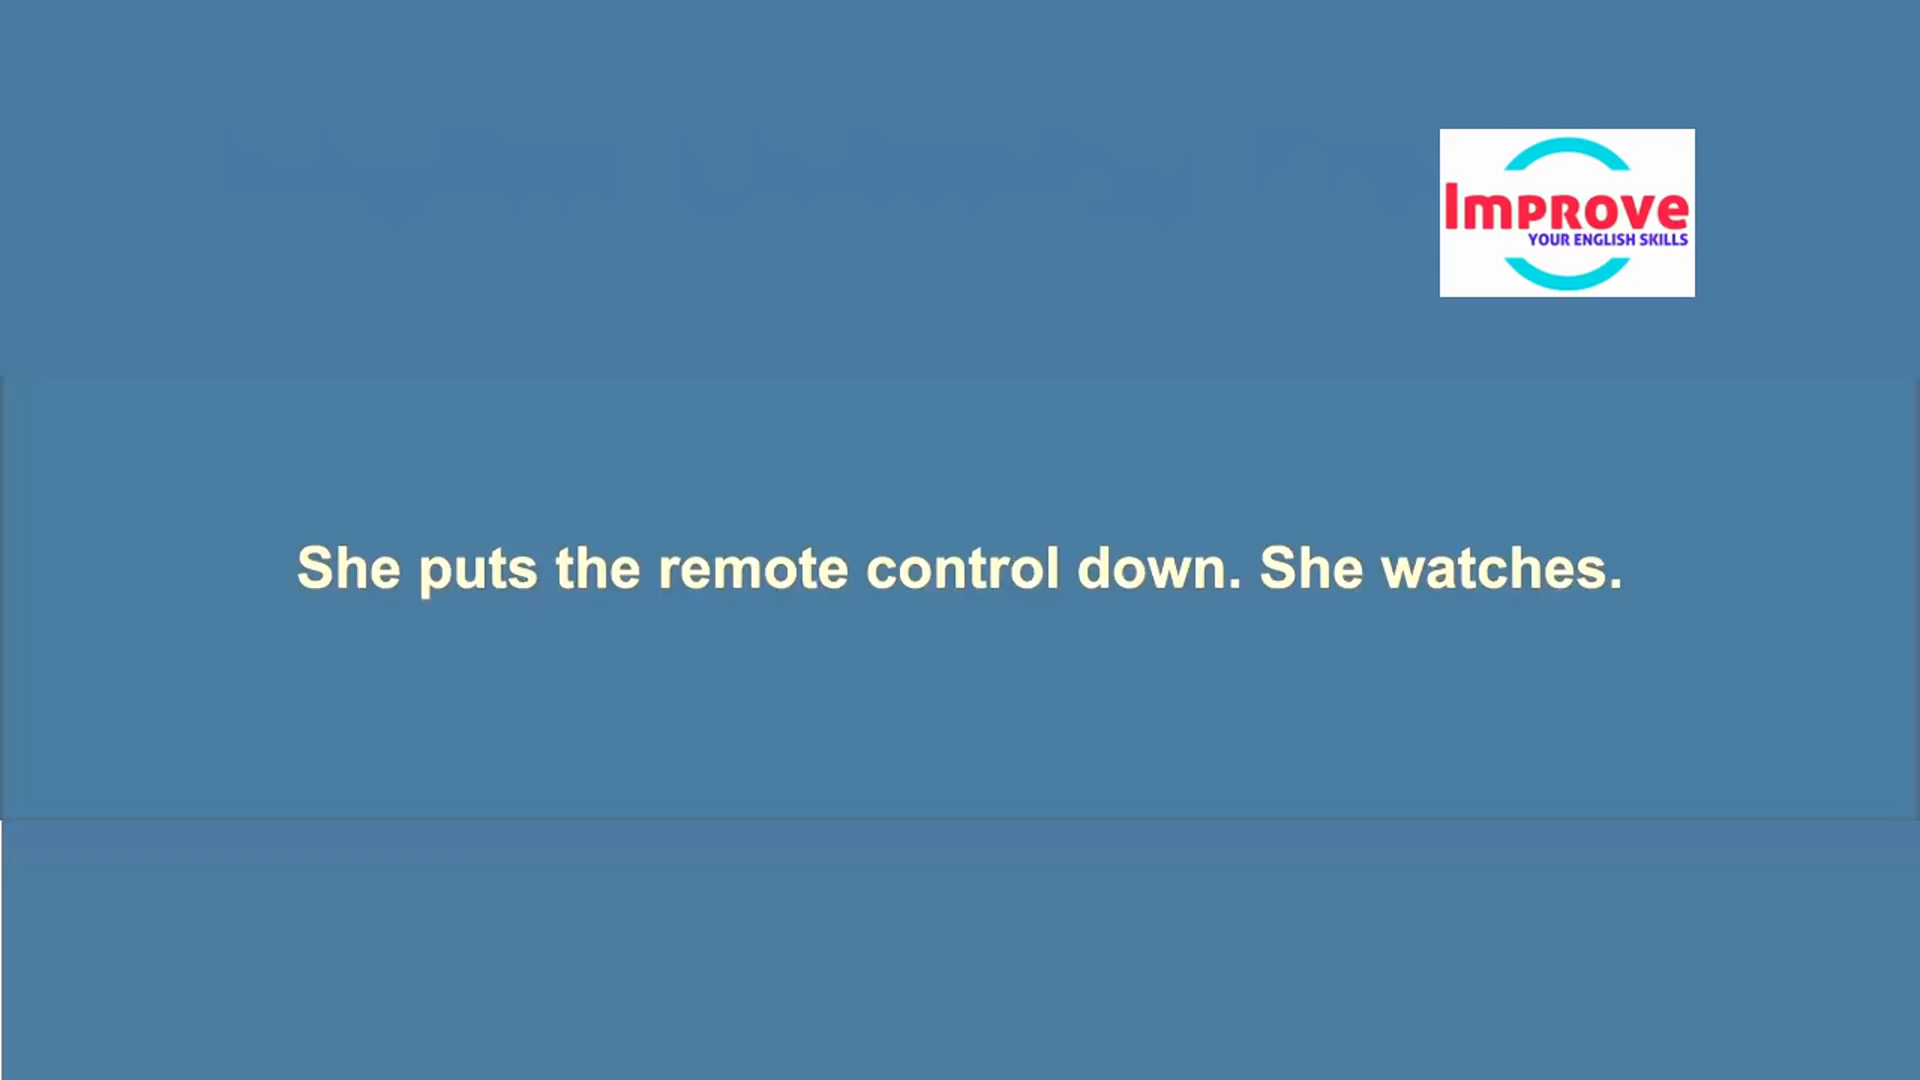 Improve
YOUR ENGLISH SKILLS
She puts the remote control down. She watches.